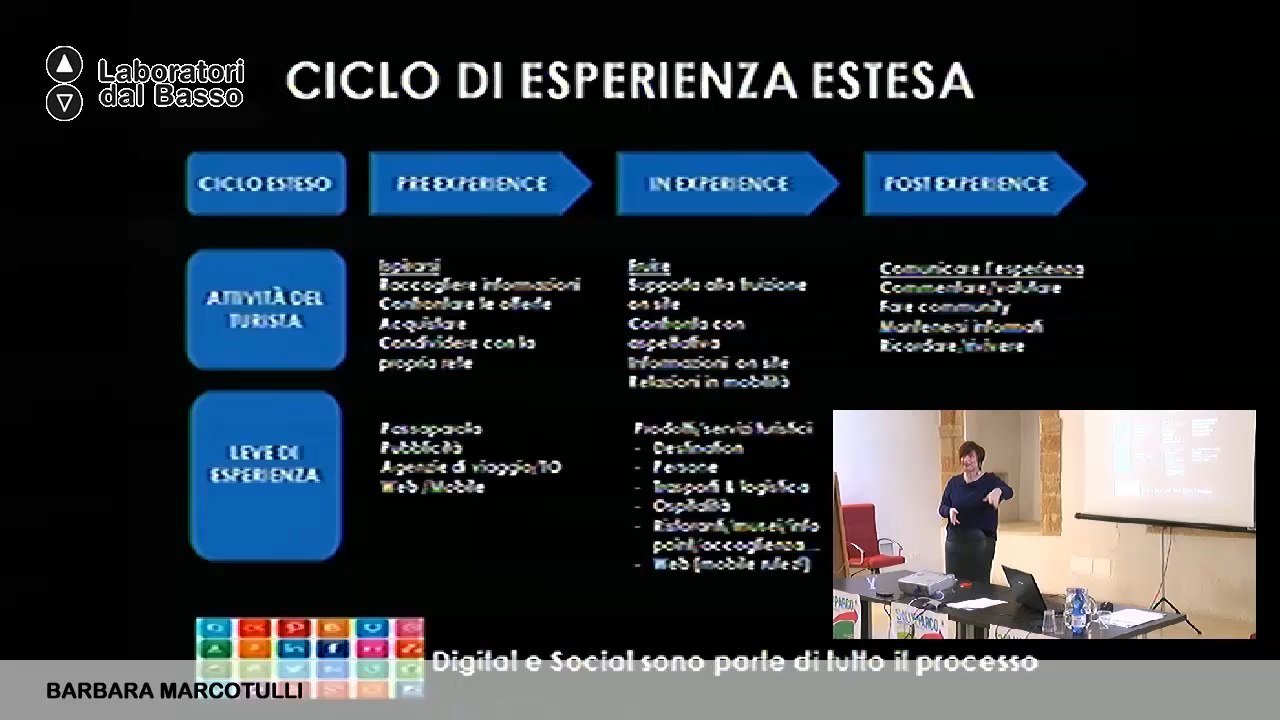 Laboratori
dal Basso
CICLO DI ESPERIENZA ESTESA
CICLO ESTESO
PRE EXPERIENCE
IN EXPERIENCE
POST EXPERIENCE
ATTIVITÀ DEL
TURISTA
Ispirarsi
Raccogliere informazioni
Confrontare le offerte
Acquistare
Condividere con la
propria rete
Fruire
Supporto alla fruizione
on site
Confronto con
aspettativa
Informazioni on site
Relazioni in mobilità
Comunicare l'esperienza
Commentare/valutare
Fare community
Mantenersi informati
Ricordare/rivivere
LEVE DI
ESPERIENZA
Passaparola
Pubblicità
Agenzie di viaggio/TO
Web /Mobile
Prodotti/servizi turistici
- Destination
- Persone
- Trasporti & logistica
- Ospitalità
- Ristoranti/musei/info
point/accoglienza...
- Web (mobile rulez!)
Digital e Social sono parte di tutto il processo
BARBARA MARCOTULLI